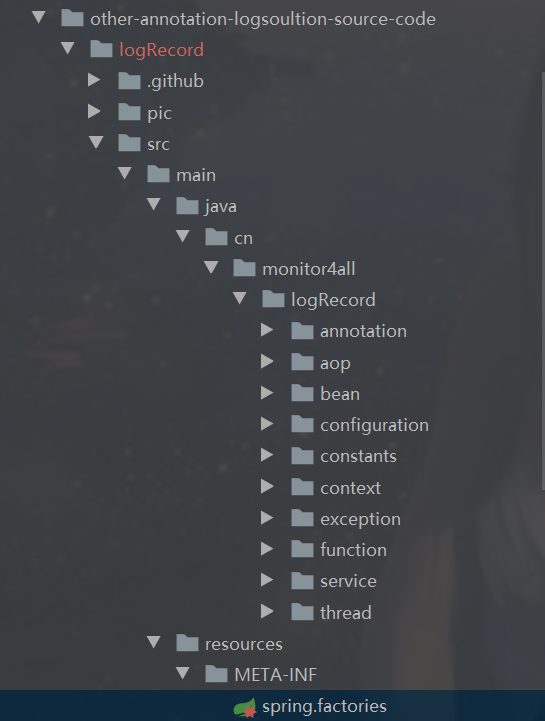 other-annotation-logsoultion-source-code
logRecord
.github
pic
src
main
java
cn
monitor4all
logRecord
annotation
aop
bean
configuration
constants
context
exception
function
service
thread
resources
META-INF
spring.factories